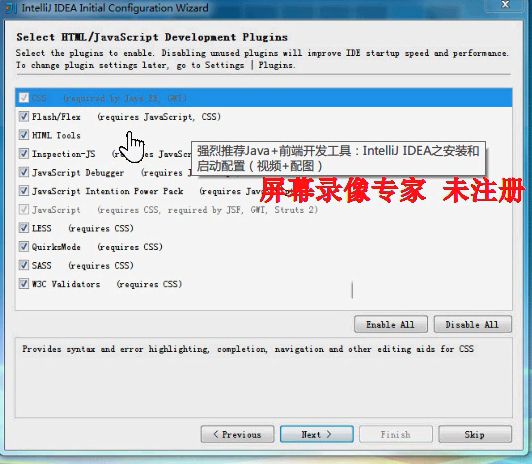 IntelliJ IDEA Initial Configuration Wizard
Select HTML/JavaScript Development Plugins
Select the plugins to enable. Disabling unused plugins will improve IDE startup speed and performance.
To change plugin settings later, go to Settings | Plugins.
CSS (required by Java EE, GWT)
Flash/Flex (requires JavaScript, CSS)
HTML Tools
Inspection-JS (requires JavaScr
强烈推荐Java+前端开发工具：IntelliJ IDEA之安装和
启动配置（视频+配图）
JavaScript Debugger (requires JavaS
JavaScript Intention Power Pack (requires JavaScript)
屏幕录像专家 未注册
JavaScript (requires CSS, required by JSF, GWT, Struts 2)
LESS (requires CSS)
QuirksMode (requires CSS)
SASS (requires CSS)
W3C Validators (requires CSS)
Enable All
Disable All
Provides syntax and error highlighting, completion, navigation and other editing aids for CSS
< Previous
Next >
Finish
Skip